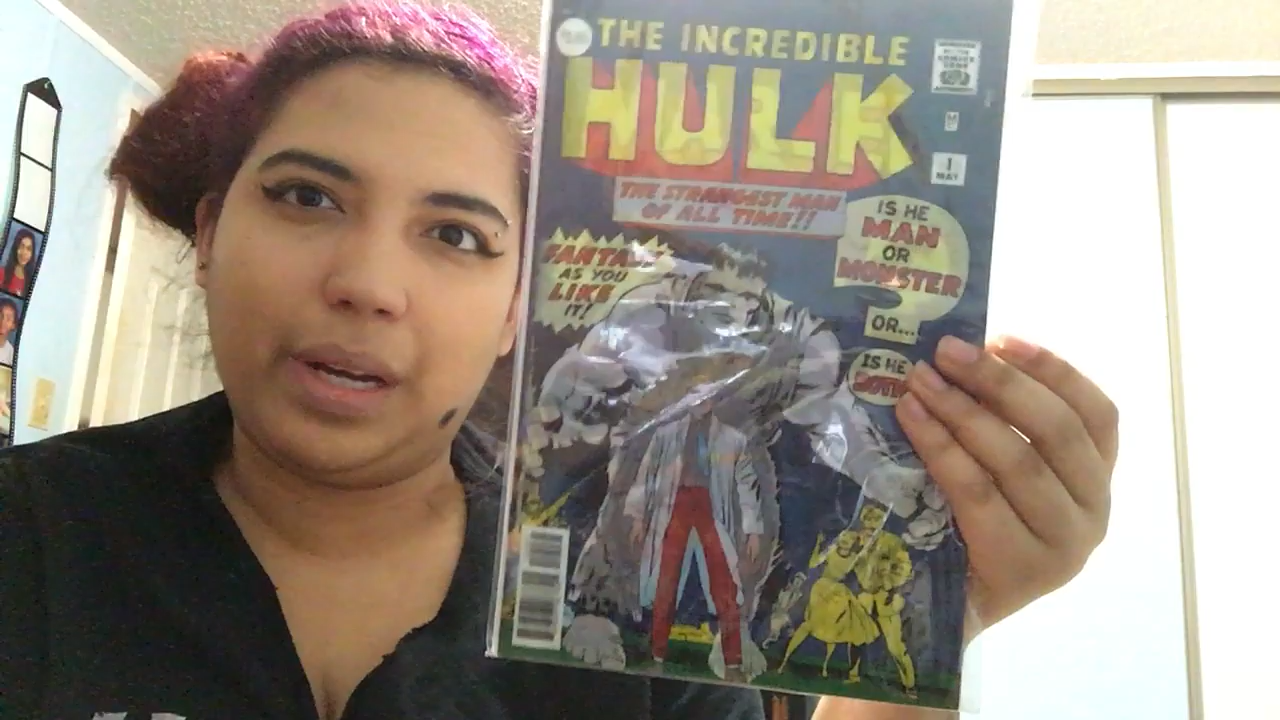 THE INCREDIBLE
HULK
1
MAY
THE STRANGEST MAN
OF ALL TIME!!
IS HE
MAN
OR
MONSTER
OR...
IS HE
FANTASY
AS YOU
LIKE
IT!